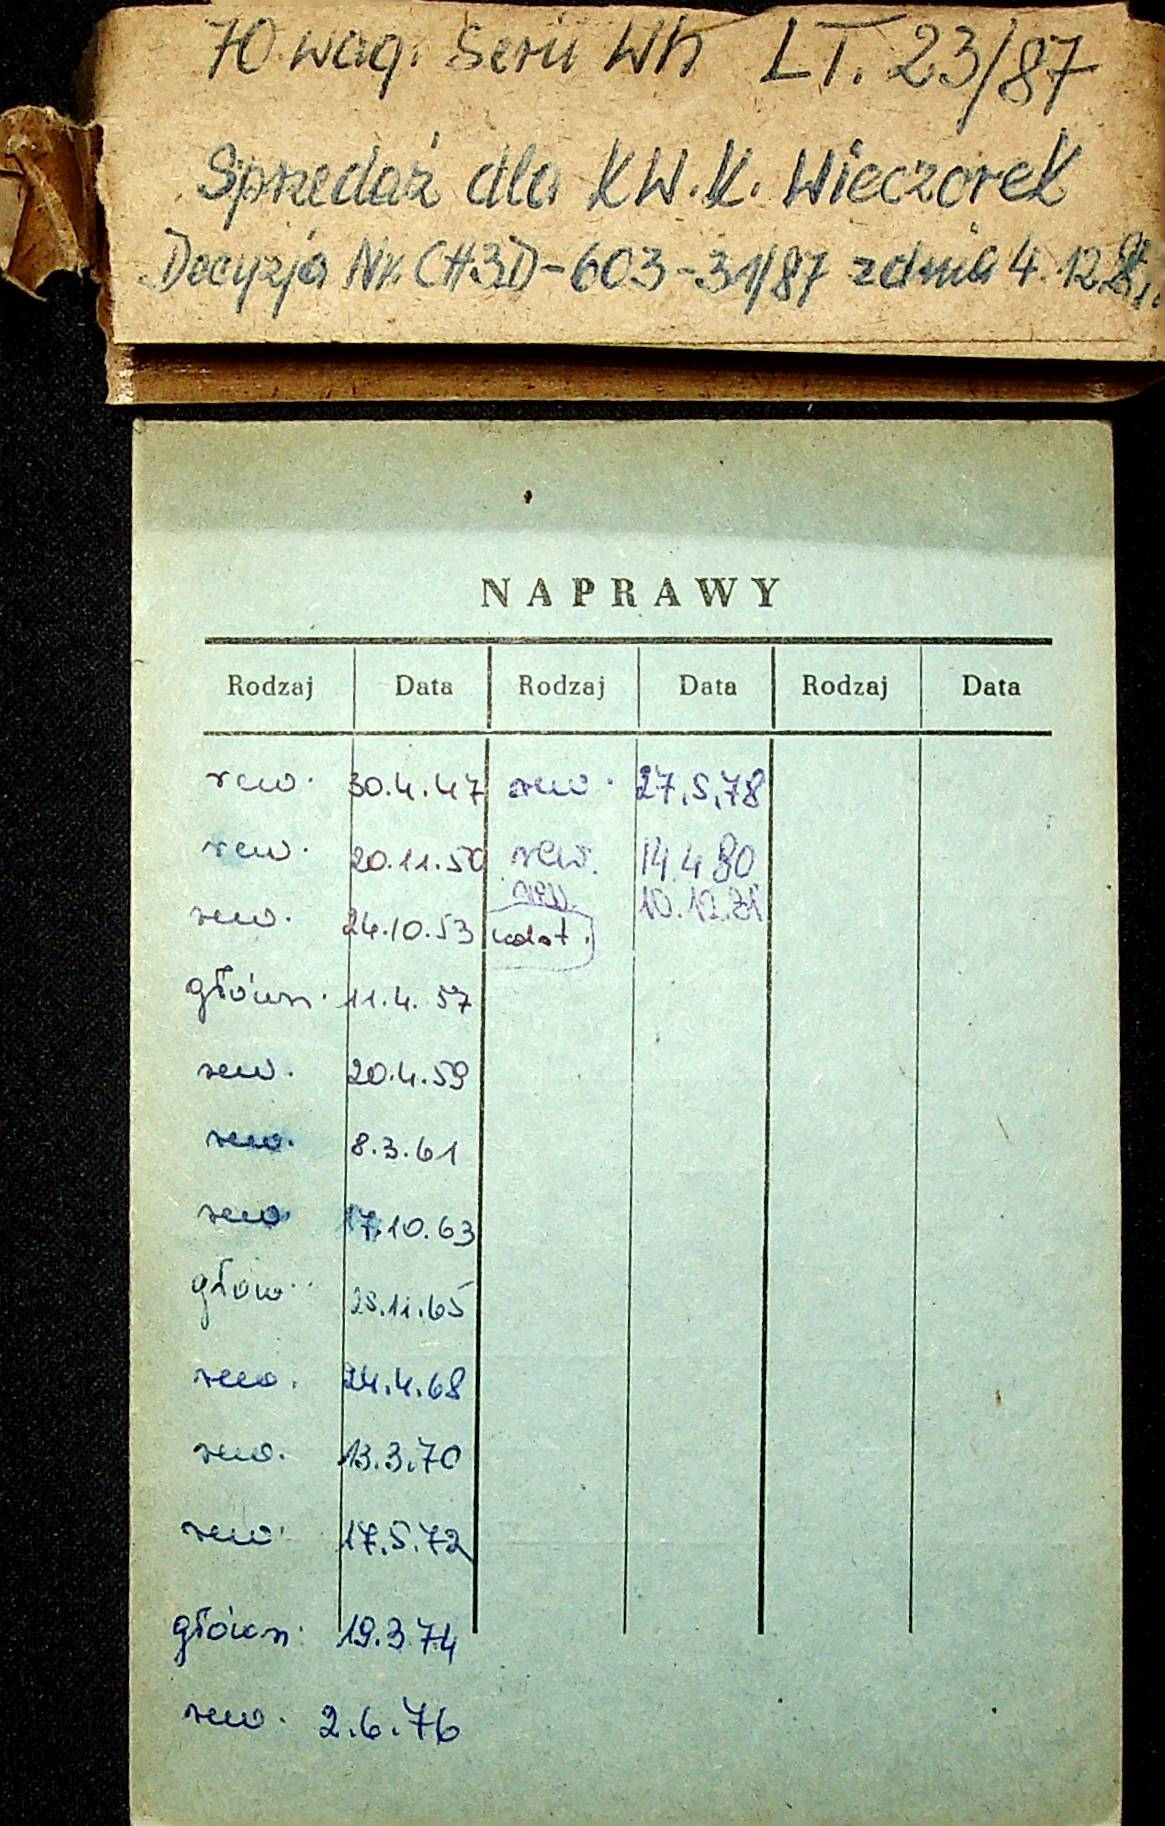 70 wag. Serii Wh LT. 23/87
Sprzedaż dla KW.K. Wieczorek
Decyzja Nr. CH3D-603-31/87 z dnia 4.12.
NAPRAWY
Rodzaj Data Rodzaj Data Rodzaj Data
rew. 30.4.47 rew. 27.5.78
rew. 20.11.50 rew. 14.4.80
rew. 10.12.81
rew. 24.10.53
główn. 11.4.57
rew. 20.4.59
rew. 8.3.61
rew. 17.10.63
głów. 25.11.65
rew. 24.4.68
rew. 13.3.70
rew. 17.5.72
główn. 19.3.74
rew. 2.6.76